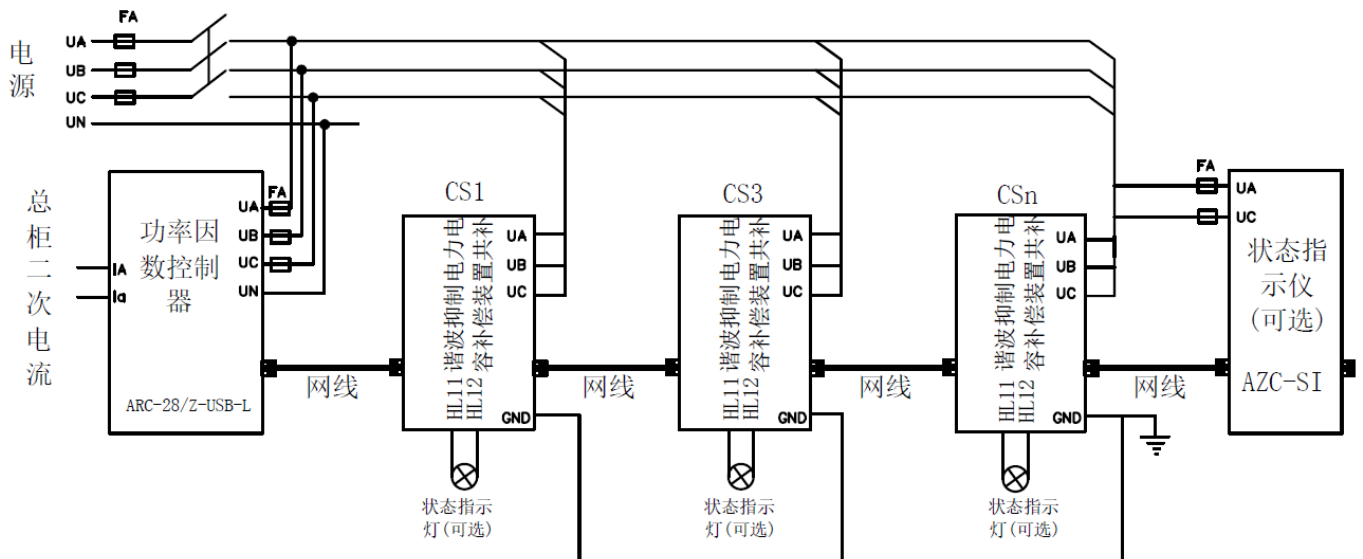 FA
电源
UA
UB
UC
UN
总柜二次电流
IA
Ia
功率因
数控制
器
ARC-28/Z-USB-L
FA
UA
UB
UC
UN
网线
CS1
谐波抑制电力电
容补偿装置共补
UA
UB
UC
HL11
HL12
GND
状态指示
灯(可选)
网线
CS3
谐波抑制电力电
容补偿装置共补
UA
UB
UC
HL11
HL12
GND
状态指示
灯(可选)
网线
CSn
谐波抑制电力电
容补偿装置共补
UA
UB
UC
HL11
HL12
GND
状态指示
灯(可选)
网线
FA
UA
UC
状态指
示仪
(可选)
AZC-SI